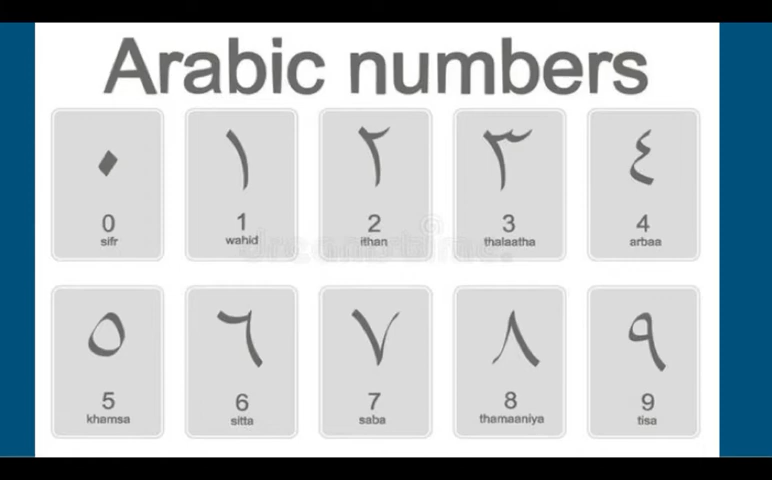 Arabic numbers
٠ ١ ٢ ٣ ٤
0 1 2 3 4
sifr wahid ithan thalaatha arbaa
dreamstime.
٥ ٦ ٧ ٨ ٩
5 6 7 8 9
khamsa sitta saba thamaaniya tisa